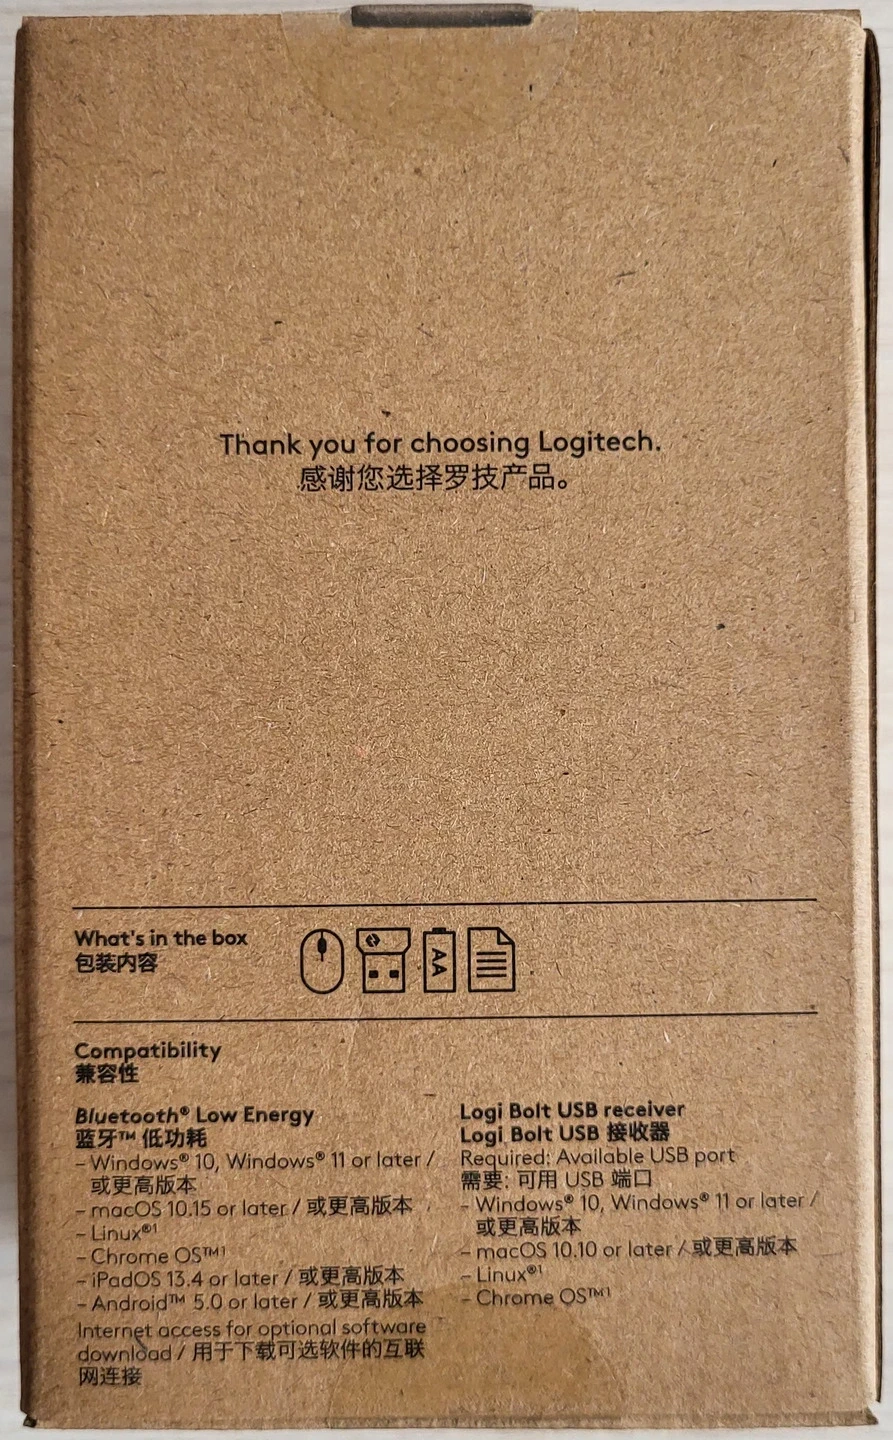 Thank you for choosing Logitech.
感谢您选择罗技产品。
What's in the box
包装内容
AA
Compatibility
兼容性
Bluetooth® Low Energy
蓝牙™ 低功耗
– Windows® 10, Windows® 11 or later /
或更高版本
– macOS 10.15 or later / 或更高版本
– Linux®¹
– Chrome OS™¹
– iPadOS 13.4 or later / 或更高版本
– Android™ 5.0 or later / 或更高版本
Internet access for optional software
download / 用于下载可选软件的互联
网连接
Logi Bolt USB receiver
Logi Bolt USB 接收器
Required: Available USB port
需要: 可用 USB 端口
– Windows® 10, Windows® 11 or later /
或更高版本
– macOS 10.10 or later / 或更高版本
– Linux®¹
– Chrome OS™¹